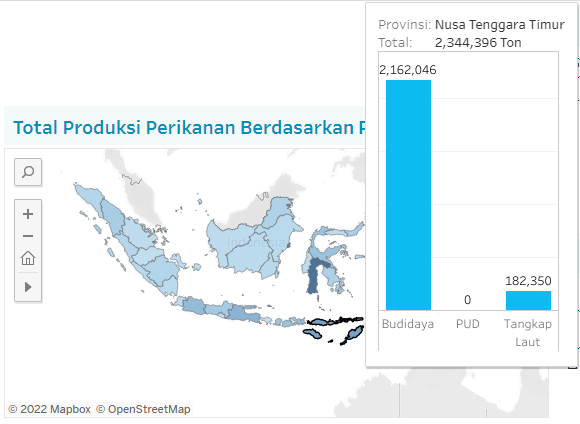 Provinsi: Nusa Tenggara Timur
Total: 2,344,396 Ton
2,162,046
0
182,350
Budidaya
PUD
Tangkap
Laut
Total Produksi Perikanan Berdasarkan P
Indonesia
© 2022 Mapbox © OpenStreetMap